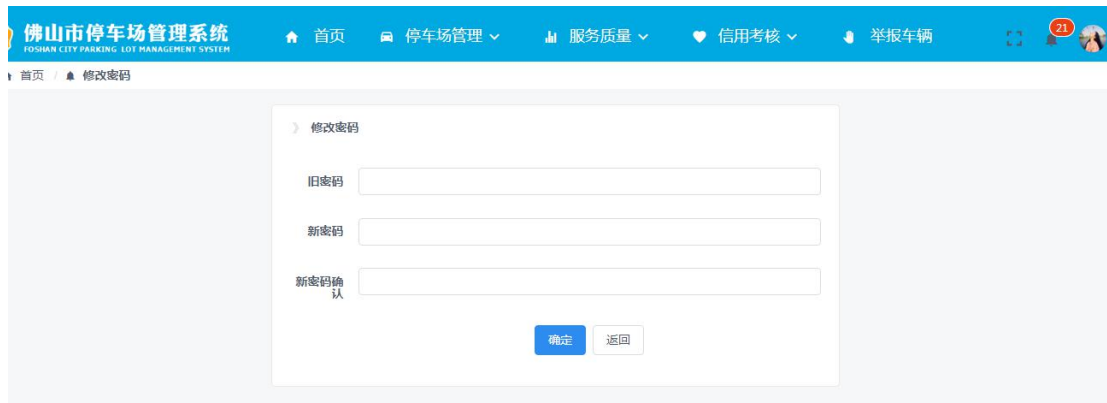 佛山市停车场管理系统
FOSHAN CITY PARKING LOT MANAGEMENT SYSTEM
首页 停车场管理 服务质量 信用考核 举报车辆 21
首页 / 修改密码
修改密码
旧密码
新密码
新密码确
认
确定 返回